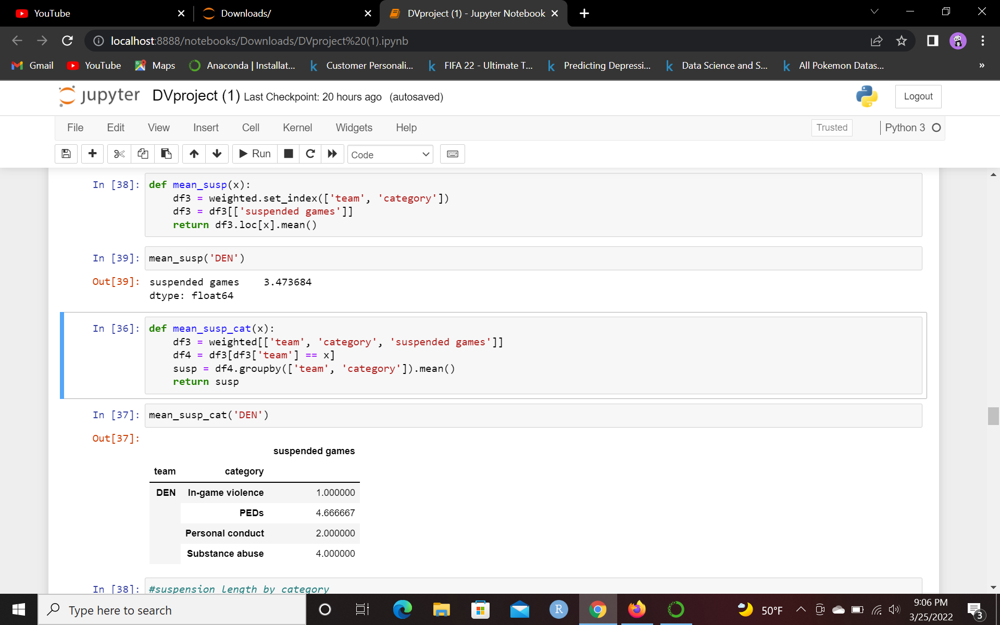 YouTube
Downloads/
DVproject (1) - Jupyter Notebook
localhost:8888/notebooks/Downloads/DVproject%20(1).ipynb
Gmail YouTube Maps Anaconda | Installat... Customer Personali... FIFA 22 - Ultimate T... Predicting Depressi... Data Science and S... All Pokemon Datas... »
jupyter DVproject (1) Last Checkpoint: 20 hours ago (autosaved) Logout
File Edit View Insert Cell Kernel Widgets Help Trusted Python 3
Run Code
In [38]: def mean_susp(x):
    df3 = weighted.set_index(['team', 'category'])
    df3 = df3[['suspended games']]
    return df3.loc[x].mean()
In [39]: mean_susp('DEN')
Out[39]: suspended games    3.473684
dtype: float64
In [36]: def mean_susp_cat(x):
    df3 = weighted[['team', 'category', 'suspended games']]
    df4 = df3[df3['team'] == x]
    susp = df4.groupby(['team', 'category']).mean()
    return susp
In [37]: mean_susp_cat('DEN')
Out[37]:
suspended games
team category
DEN In-game violence 1.000000
PEDs 4.666667
Personal conduct 2.000000
Substance abuse 4.000000
In [38]: #suspension length by category
Type here to search
R
50°F
9:06 PM
3/25/2022
3